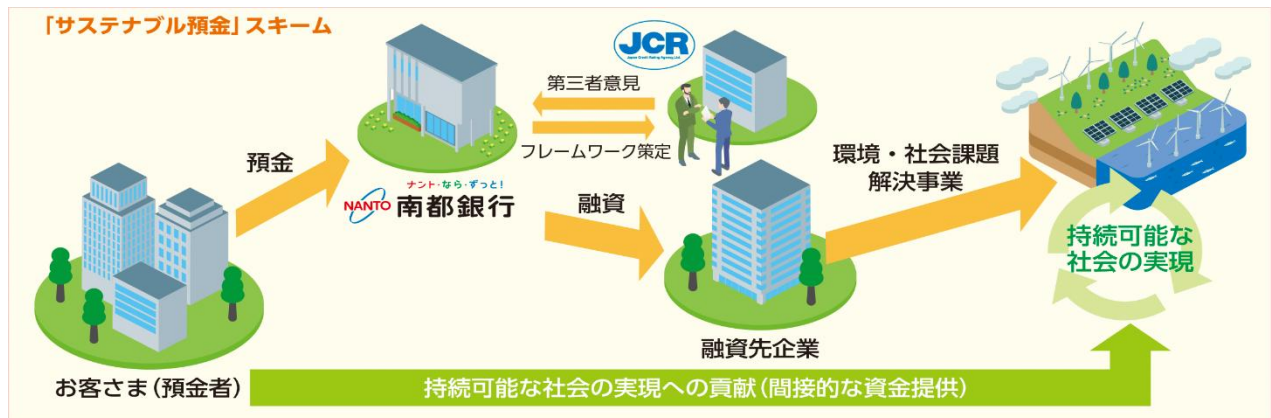 「サステナブル預金」スキーム
JCR
Japan Credit Rating Agency,Ltd.
第三者意見
フレームワーク策定
預金
ナント・なら・ずっと!
NANTO 南都銀行
融資
環境・社会課題
解決事業
持続可能な
社会の実現
融資先企業
お客さま(預金者)
持続可能な社会の実現への貢献(間接的な資金提供)